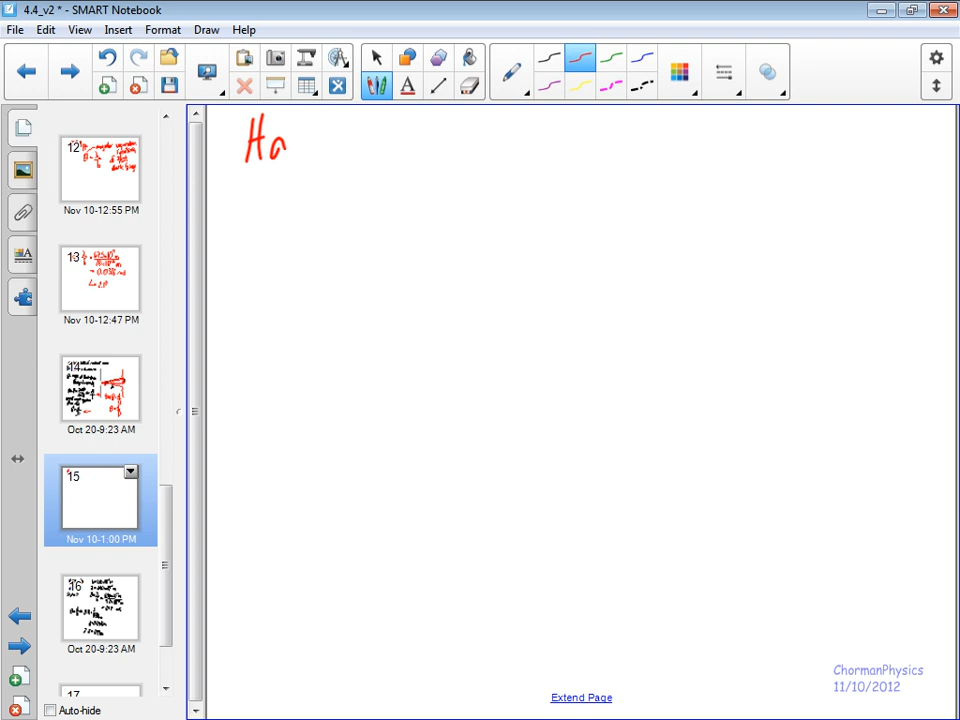 4.4_v2 * - SMART Notebook
File Edit View Insert Format Draw Help
Ha
12
Nov 10-12:55 PM
13
Nov 10-12:47 PM
14
Oct 20-9:23 AM
15
Nov 10-1:00 PM
16
Oct 20-9:23 AM
17
Auto-hide
Extend Page
ChormanPhysics
11/10/2012